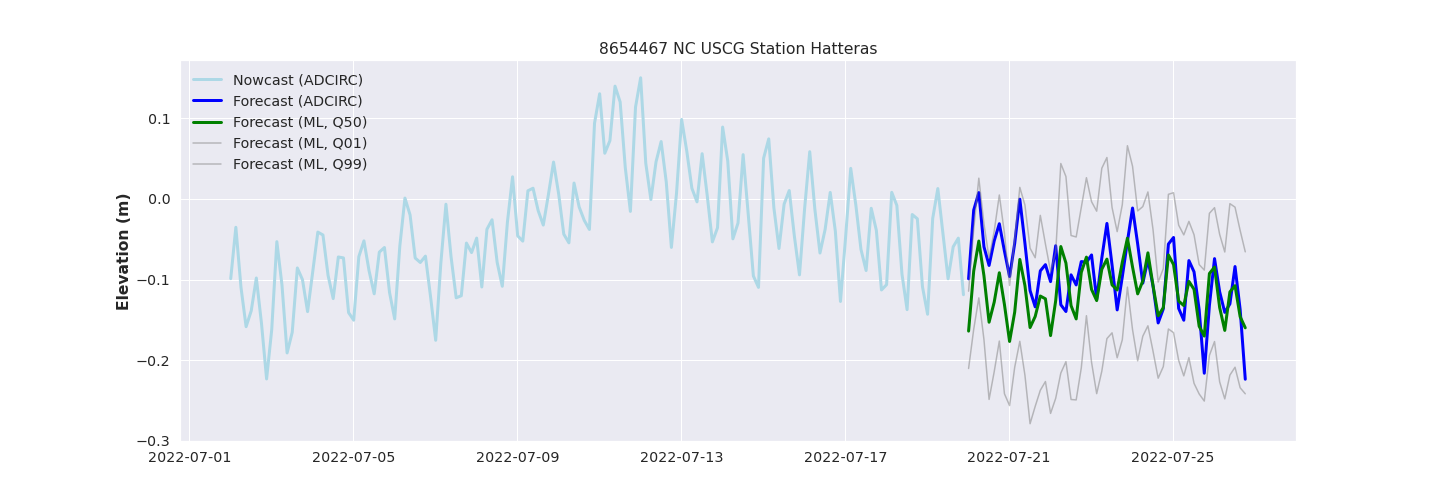 8654467 NC USCG Station Hatteras
Nowcast (ADCIRC)
Forecast (ADCIRC)
Forecast (ML, Q50)
Forecast (ML, Q01)
Forecast (ML, Q99)
Elevation (m)
0.1
0.0
−0.1
−0.2
−0.3
2022-07-01
2022-07-05
2022-07-09
2022-07-13
2022-07-17
2022-07-21
2022-07-25